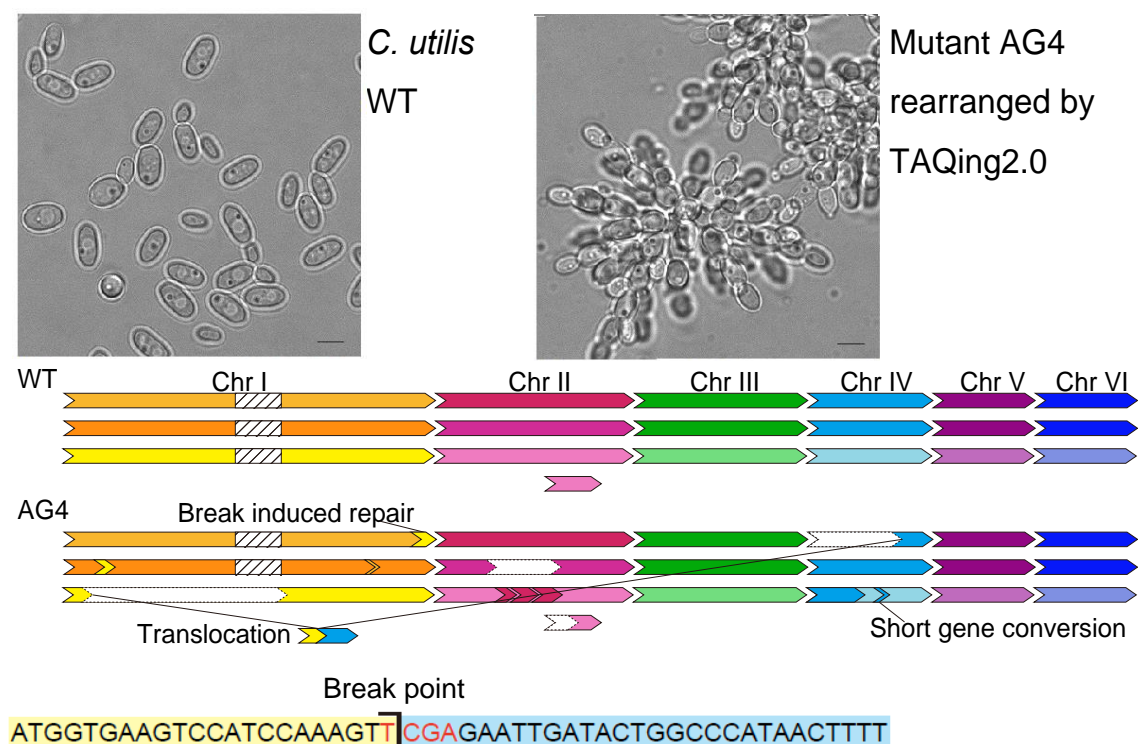 C. utilis
WT
Mutant AG4
rearranged by
TAQing2.0
WT
Chr I
Chr II
Chr III
Chr IV
Chr V
Chr VI
AG4
Break induced repair
Translocation
Short gene conversion
Break point
ATGGTGAAGTCCATCCAAAGTTCGAGAATTGATACTGGCCCATAACTTTT